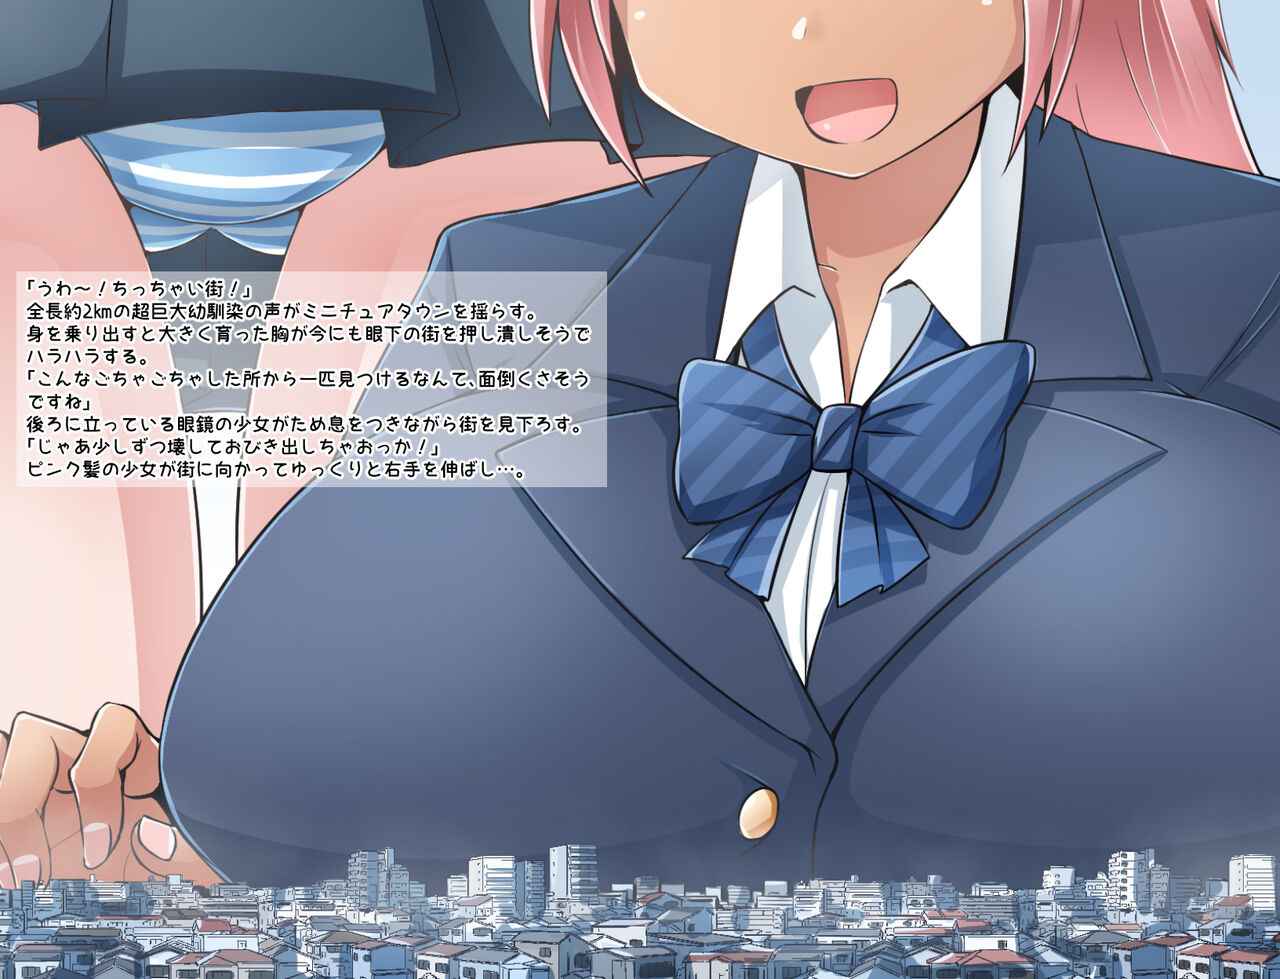 「うわ～！ちっちゃい街！」
全長約2kmの超巨大幼馴染の声がミニチュアタウンを揺らす。
身を乗り出すと大きく育った胸が今にも眼下の街を押し潰しそうで
ハラハラする。
「こんなごちゃごちゃした所から一匹見つけるなんて、面倒くさそう
ですね」
後ろに立っている眼鏡の少女がため息をつきながら街を見下ろす。
「じゃあ少しずつ壊しておびき出しちゃおっか！」
ピンク髪の少女が街に向かってゆっくりと右手を伸ばし…。